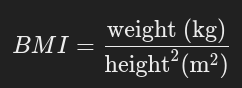 BMI = weight (kg) / height²(m²)